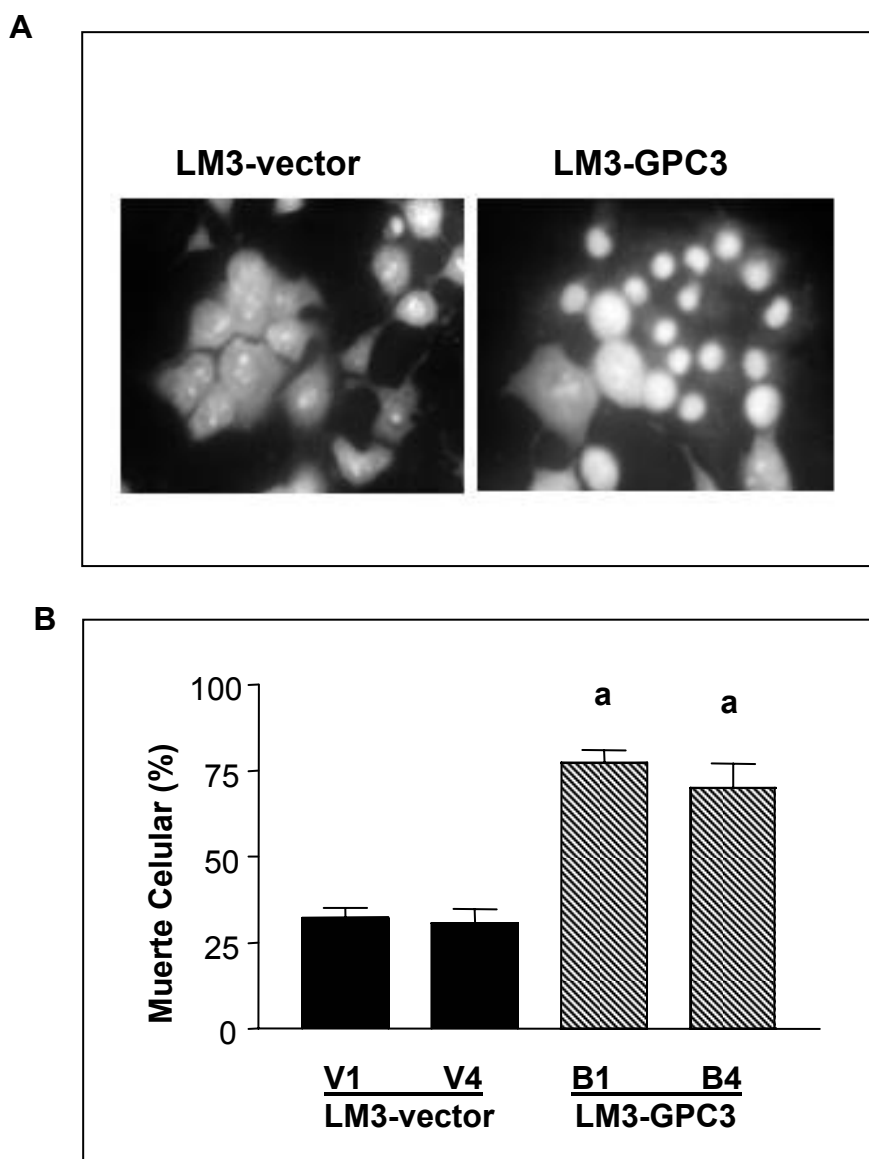 A
LM3-vector LM3-GPC3
B
Muerte Celular (%)
100
75
50
25
0
a a
V1 V4 B1 B4
LM3-vector LM3-GPC3